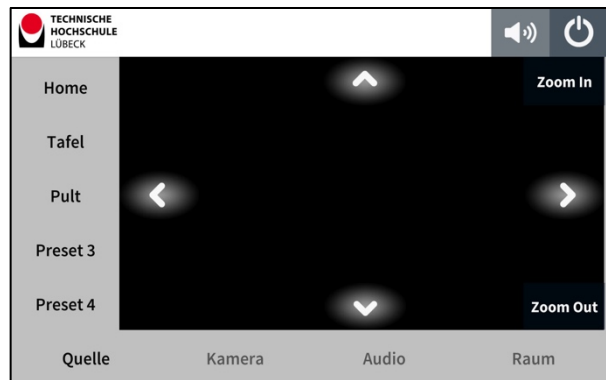 TECHNISCHE
HOCHSCHULE
LÜBECK
Home
Zoom In
Tafel
Pult
Preset 3
Preset 4
Zoom Out
Quelle Kamera Audio Raum